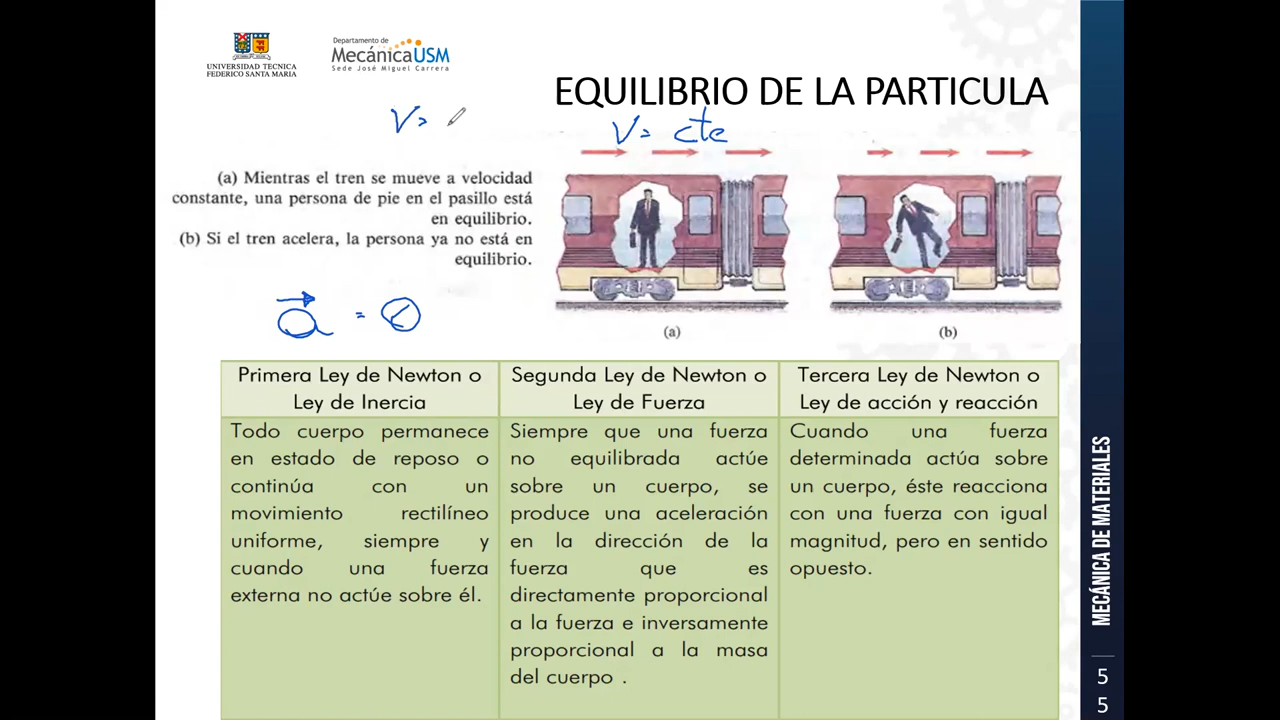 UNIVERSIDAD TECNICA
FEDERICO SANTA MARIA
Departamento de
MecánicaUSM
Sede José Miguel Carrera
EQUILIBRIO DE LA PARTICULA
V=
V= cte
(a) Mientras el tren se mueve a velocidad
constante, una persona de pie en el pasillo está
en equilibrio.
(b) Si el tren acelera, la persona ya no está en
equilibrio.
a = 0
(a)
(b)
Primera Ley de Newton o
Ley de Inercia
Todo cuerpo permanece
en estado de reposo o
continúa con un
movimiento rectilíneo
uniforme, siempre y
cuando una fuerza
externa no actúe sobre él.
Segunda Ley de Newton o
Ley de Fuerza
Siempre que una fuerza
no equilibrada actúe
sobre un cuerpo, se
produce una aceleración
en la dirección de la
fuerza que es
directamente proporcional
a la fuerza e inversamente
proporcional a la masa
del cuerpo .
Tercera Ley de Newton o
Ley de acción y reacción
Cuando una fuerza
determinada actúa sobre
un cuerpo, éste reacciona
con una fuerza con igual
magnitud, pero en sentido
opuesto.
MECÁNICA DE MATERIALES
5
5